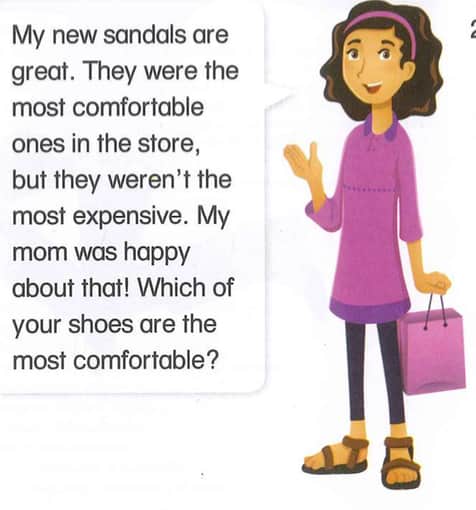 My new sandals are
great. They were the
most comfortable
ones in the store,
but they weren't the
most expensive. My
mom was happy
about that! Which of
your shoes are the
most comfortable?